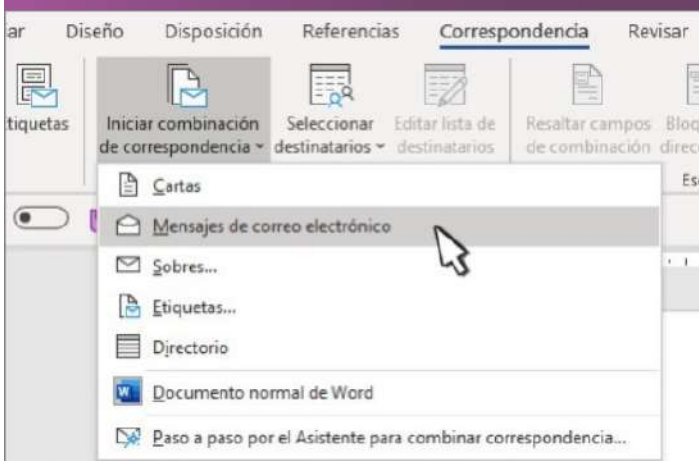 Diseño Disposición Referencias Correspondencia Revisar
Iniciar combinación Seleccionar Editar lista de Resaltar campos
de correspondencia destinatarios destinatarios de combinación
Cartas
Mensajes de correo electrónico
Sobres...
Etiquetas...
Directorio
Documento normal de Word
Paso a paso por el Asistente para combinar correspondencia...